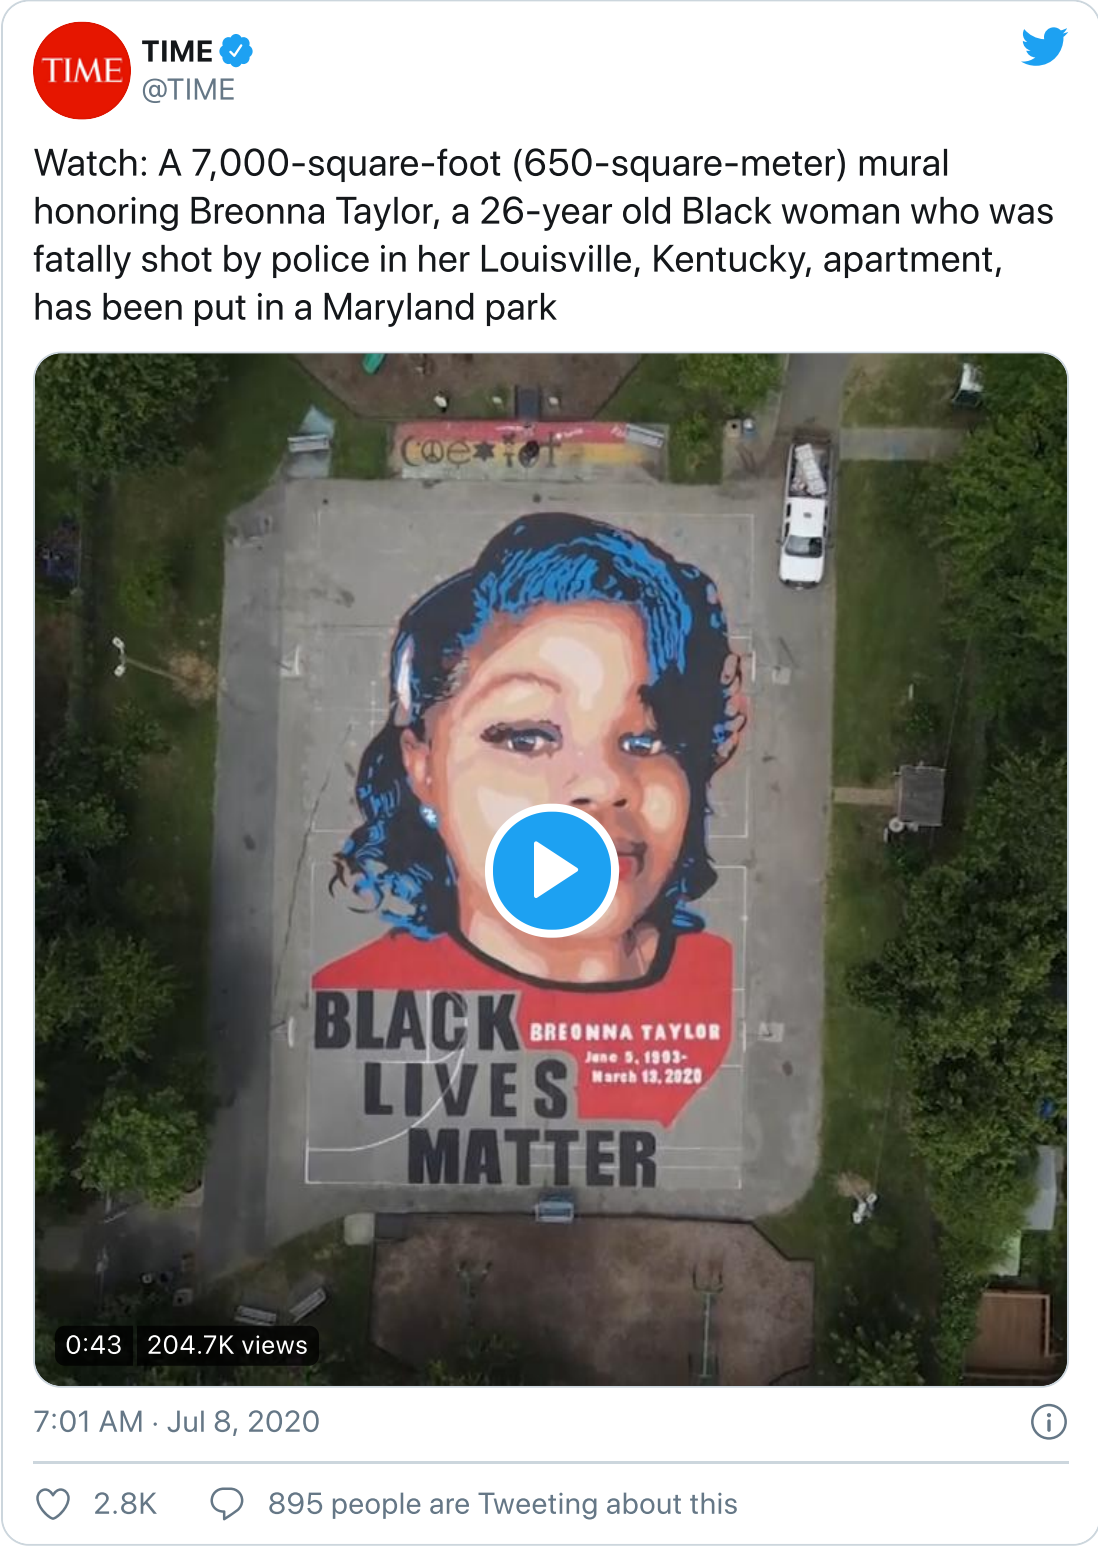 TIME
TIME
@TIME
Watch: A 7,000-square-foot (650-square-meter) mural
honoring Breonna Taylor, a 26-year old Black woman who was
fatally shot by police in her Louisville, Kentucky, apartment,
has been put in a Maryland park
coexist
BLACK
BREONNA TAYLOR
June 5, 1993-
March 13, 2020
LIVES
MATTER
0:43 204.7K views
7:01 AM · Jul 8, 2020
2.8K 895 people are Tweeting about this